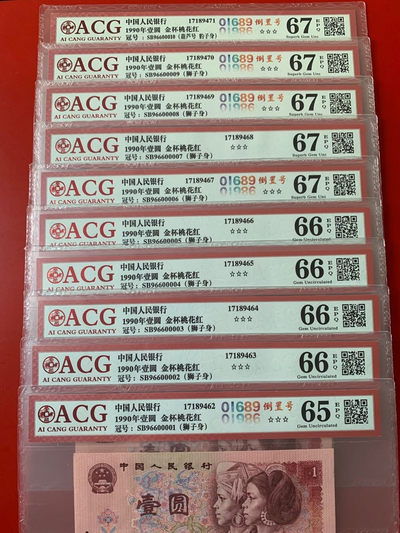 ACG
AI CANG GUARANTY
中国人民银行 17189471
1990年壹圆 金杯桃花红 ☆☆☆
冠号：SB96600010（葫芦号 豹子身）
01689 倒置号
01986
67 EPQ
Superb Gem Unc
ACG
AI CANG GUARANTY
中国人民银行 17189470
1990年壹圆 金杯桃花红 ☆☆☆
冠号：SB96600009（狮子身）
01689 倒置号
01986
67 EPQ
Superb Gem Unc
ACG
AI CANG GUARANTY
中国人民银行 17189469
1990年壹圆 金杯桃花红 ☆☆☆
冠号：SB96600008（狮子身）
01689 倒置号
01986
67 EPQ
Superb Gem Unc
ACG
AI CANG GUARANTY
中国人民银行 17189468
1990年壹圆 金杯桃花红 ☆☆☆
冠号：SB96600007（狮子身）
67 EPQ
Superb Gem Unc
ACG
AI CANG GUARANTY
中国人民银行 17189467
1990年壹圆 金杯桃花红 ☆☆☆
冠号：SB96600006（狮子身）
01689 倒置号
01986
67 EPQ
Superb Gem Unc
ACG
AI CANG GUARANTY
中国人民银行 17189466
1990年壹圆 金杯桃花红 ☆☆☆
冠号：SB96600005（狮子身）
66 EPQ
Gem Uncirculated
ACG
AI CANG GUARANTY
中国人民银行 17189465
1990年壹圆 金杯桃花红 ☆☆☆
冠号：SB96600004（狮子身）
66 EPQ
Gem Uncirculated
ACG
AI CANG GUARANTY
中国人民银行 17189464
1990年壹圆 金杯桃花红 ☆☆☆
冠号：SB96600003（狮子身）
66 EPQ
Gem Uncirculated
ACG
AI CANG GUARANTY
中国人民银行 17189463
1990年壹圆 金杯桃花红 ☆☆☆
冠号：SB96600002（狮子身）
66 EPQ
Gem Uncirculated
ACG
AI CANG GUARANTY
中国人民银行 17189462
1990年壹圆 金杯桃花红 ☆☆☆
冠号：SB96600001（狮子身）
01689 倒置号
01986
65 EPQ
Gem Uncirculated
中国人民银行
壹圆
1